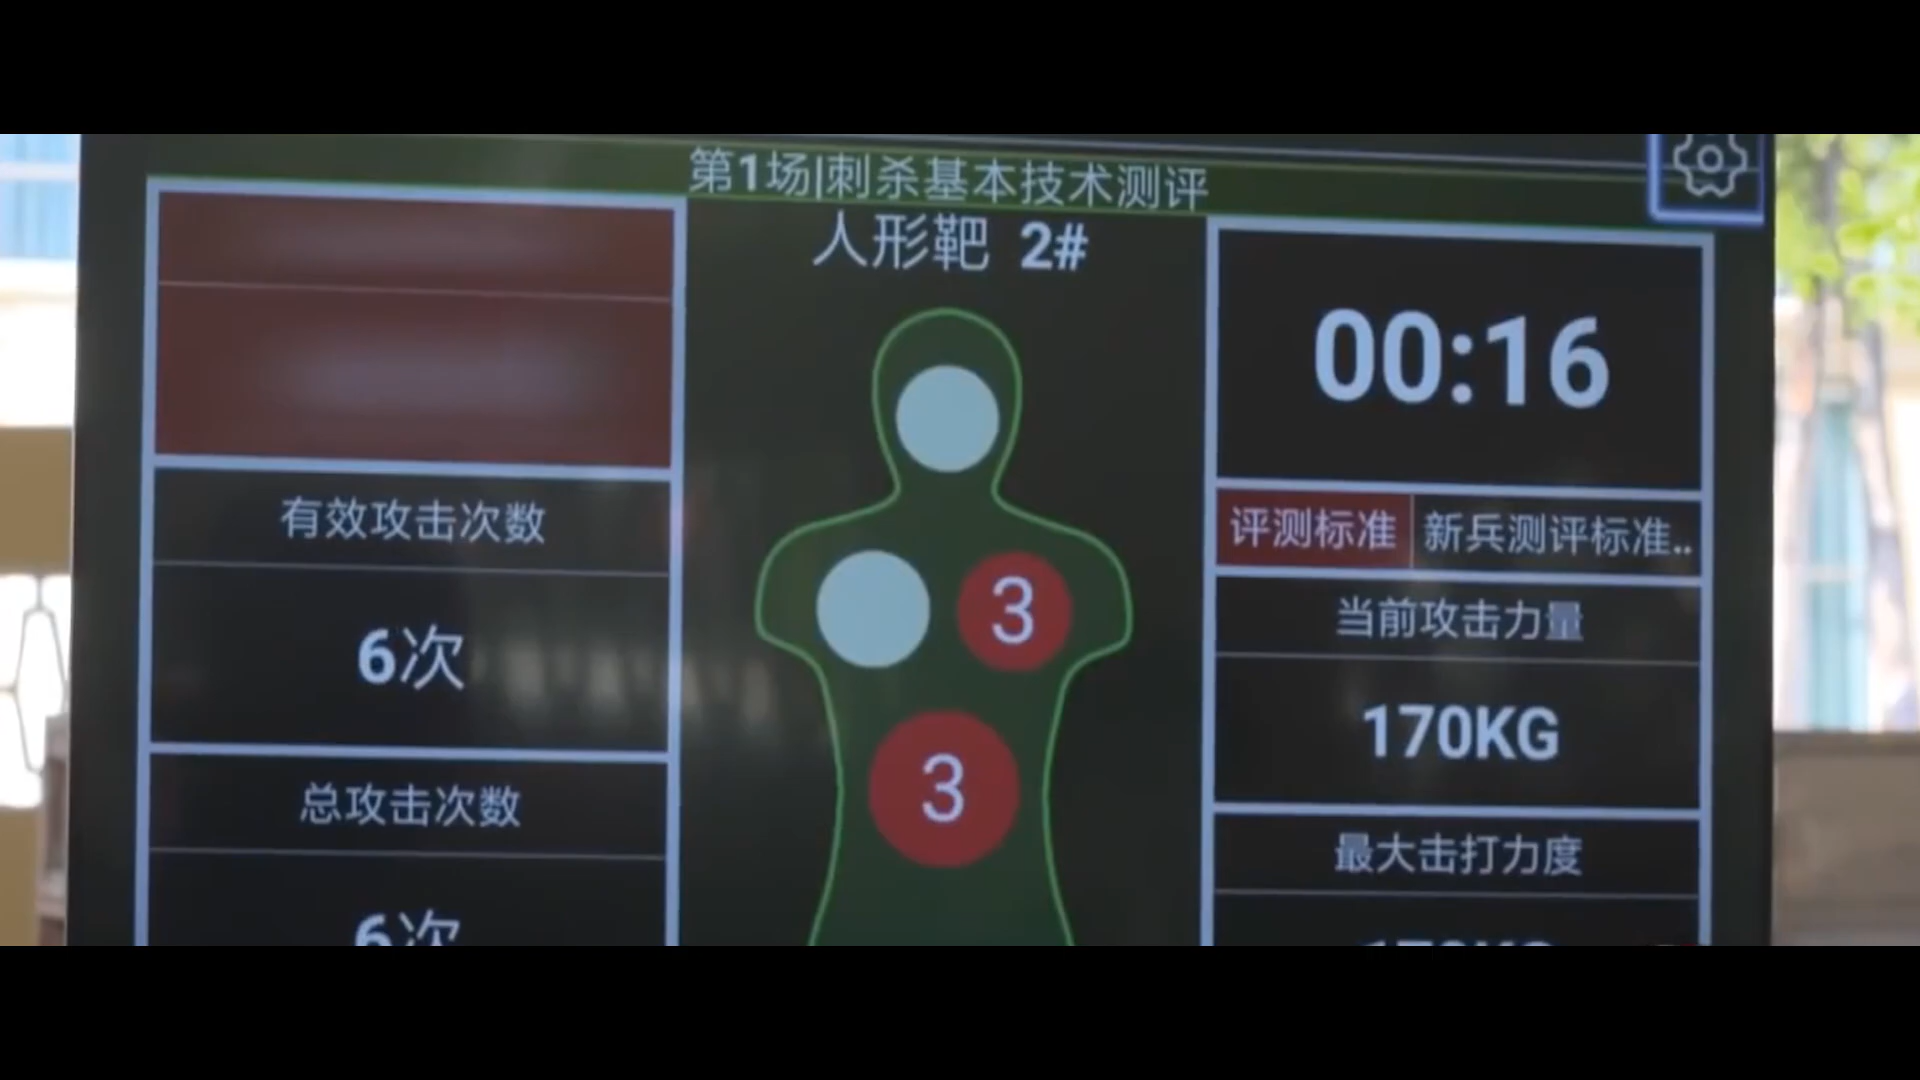 第1场|刺杀基本技术测评
人形靶 2#
00:16
有效攻击次数
评测标准 新兵测评标准..
当前攻击力量
6次
3
170KG
3
总攻击次数
最大击打力度
6次